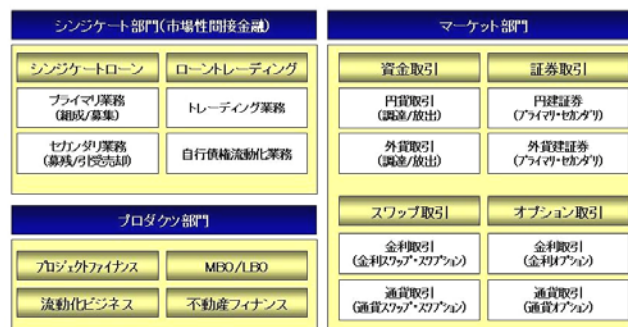 シンジケート部門(市場性間接金融)
シンジケートローン
ローントレーディング
プライマリ業務
(組成/募集)
トレーディング業務
セカンダリ業務
(募残/引受売却)
自行債権流動化業務
プロダクツ部門
プロジェクトファイナンス
MBO/LBO
流動化ビジネス
不動産フィナンス
マーケット部門
資金取引
証券取引
円貨取引
(調達/放出)
円建証券
(プライマリ・セカンダリ)
外貨取引
(調達/放出)
外貨建証券
(プライマリ・セカンダリ)
スワップ取引
オプション取引
金利取引
(金利スワップ・スワプション)
金利取引
(金利オプション)
通貨取引
(通貨スワップ・スワプション)
通貨取引
(通貨オプション)